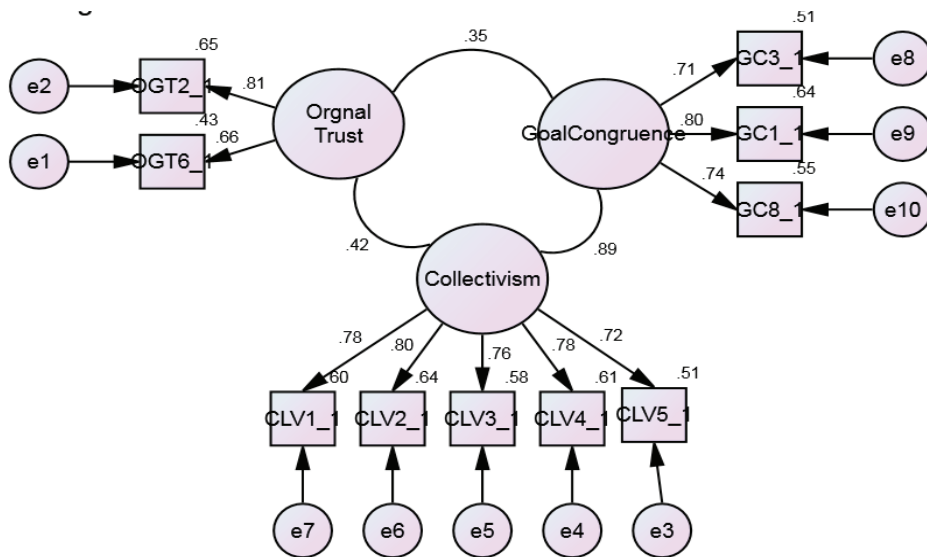 .65
.35
.51
e2
OGT2_1
.81
Orgnal
Trust
.71
GC3_1
e8
.43
.64
GoalCongruence
.80
GC1_1
e9
e1
OGT6_1
.66
.74
.55
GC8_1
e10
.42
.89
Collectivism
.78
.80
.76
.78
.72
.60
.64
.58
.61
.51
CLV1_1
CLV2_1
CLV3_1
CLV4_1
CLV5_1
e7
e6
e5
e4
e3